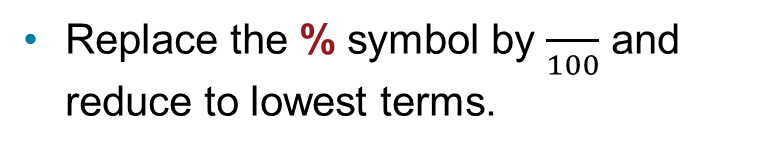 • Replace the % symbol by —/100 and
reduce to lowest terms.